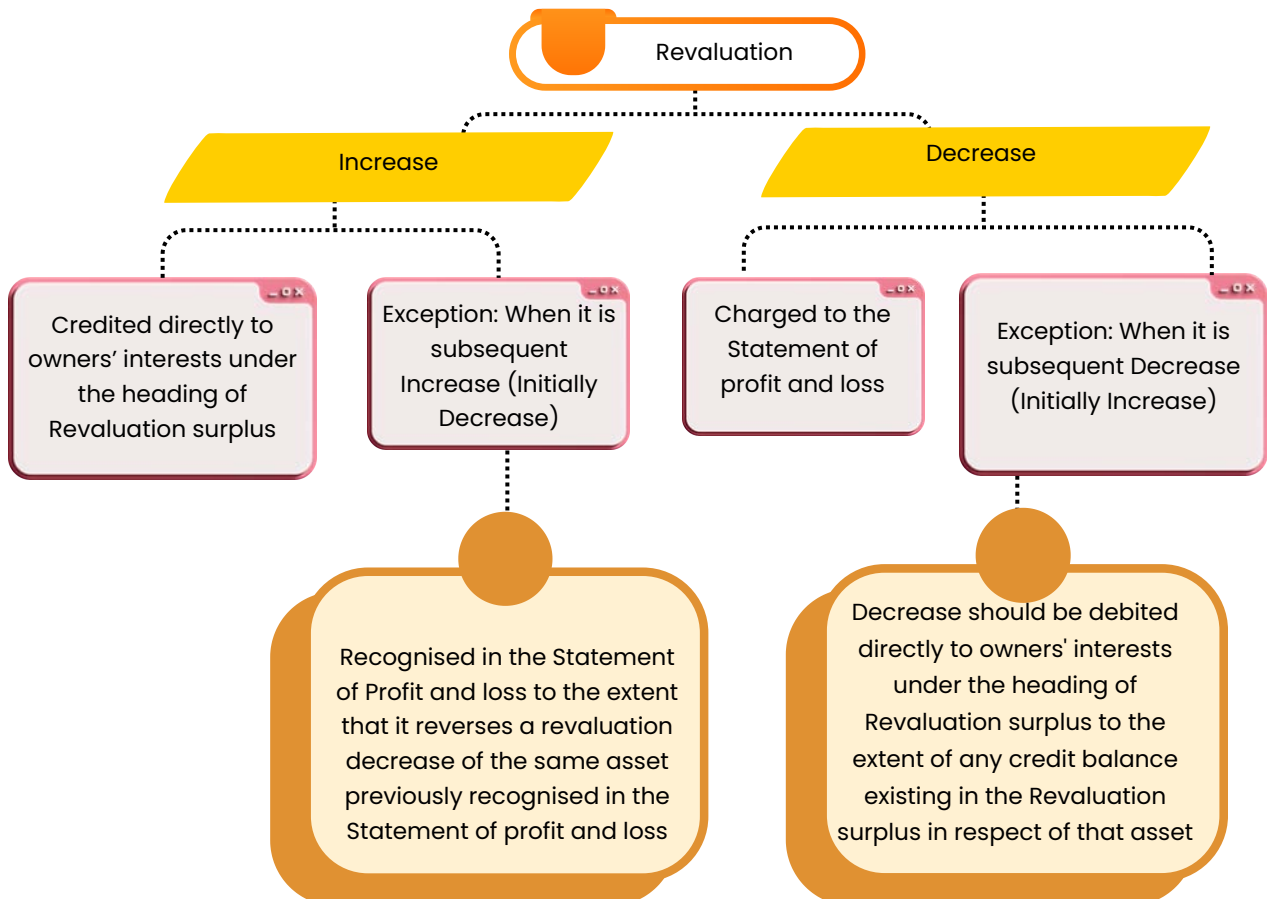 Revaluation
Increase
Decrease
Credited directly to
owners’ interests under
the heading of
Revaluation surplus
Exception: When it is
subsequent
Increase (Initially
Decrease)
Charged to the
Statement of
profit and loss
Exception: When it is
subsequent Decrease
(Initially Increase)
Recognised in the Statement
of Profit and loss to the extent
that it reverses a revaluation
decrease of the same asset
previously recognised in the
Statement of profit and loss
Decrease should be debited
directly to owners' interests
under the heading of
Revaluation surplus to the
extent of any credit balance
existing in the Revaluation
surplus in respect of that asset